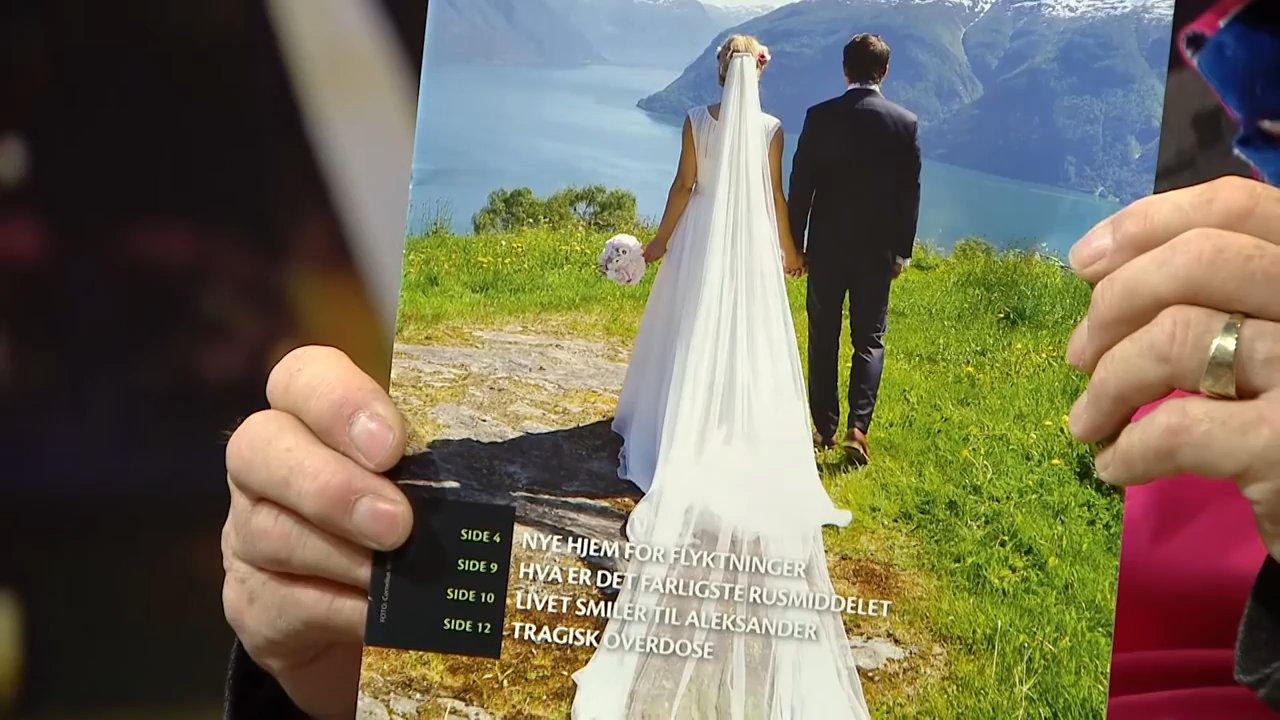 SIDE 4 NYE HJEM FOR FLYKTNINGER
SIDE 9 HVA ER DET FARLIGSTE RUSMIDDELET
SIDE 10 LIVET SMILER TIL ALEKSANDER
SIDE 12 TRAGISK OVERDOSE
FOTO: